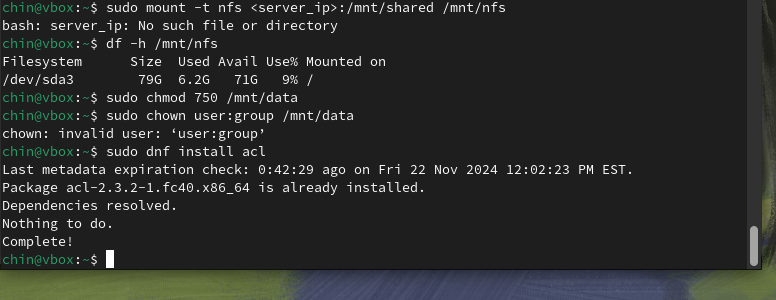 chin@vbox:~$ sudo mount -t nfs <server_ip>:/mnt/shared /mnt/nfs
bash: server_ip: No such file or directory
chin@vbox:~$ df -h /mnt/nfs
Filesystem      Size  Used Avail Use% Mounted on
/dev/sda3        79G  6.2G   71G   9% /
chin@vbox:~$ sudo chmod 750 /mnt/data
chin@vbox:~$ sudo chown user:group /mnt/data
chown: invalid user: ‘user:group’
chin@vbox:~$ sudo dnf install acl
Last metadata expiration check: 0:42:29 ago on Fri 22 Nov 2024 12:02:23 PM EST.
Package acl-2.3.2-1.fc40.x86_64 is already installed.
Dependencies resolved.
Nothing to do.
Complete!
chin@vbox:~$